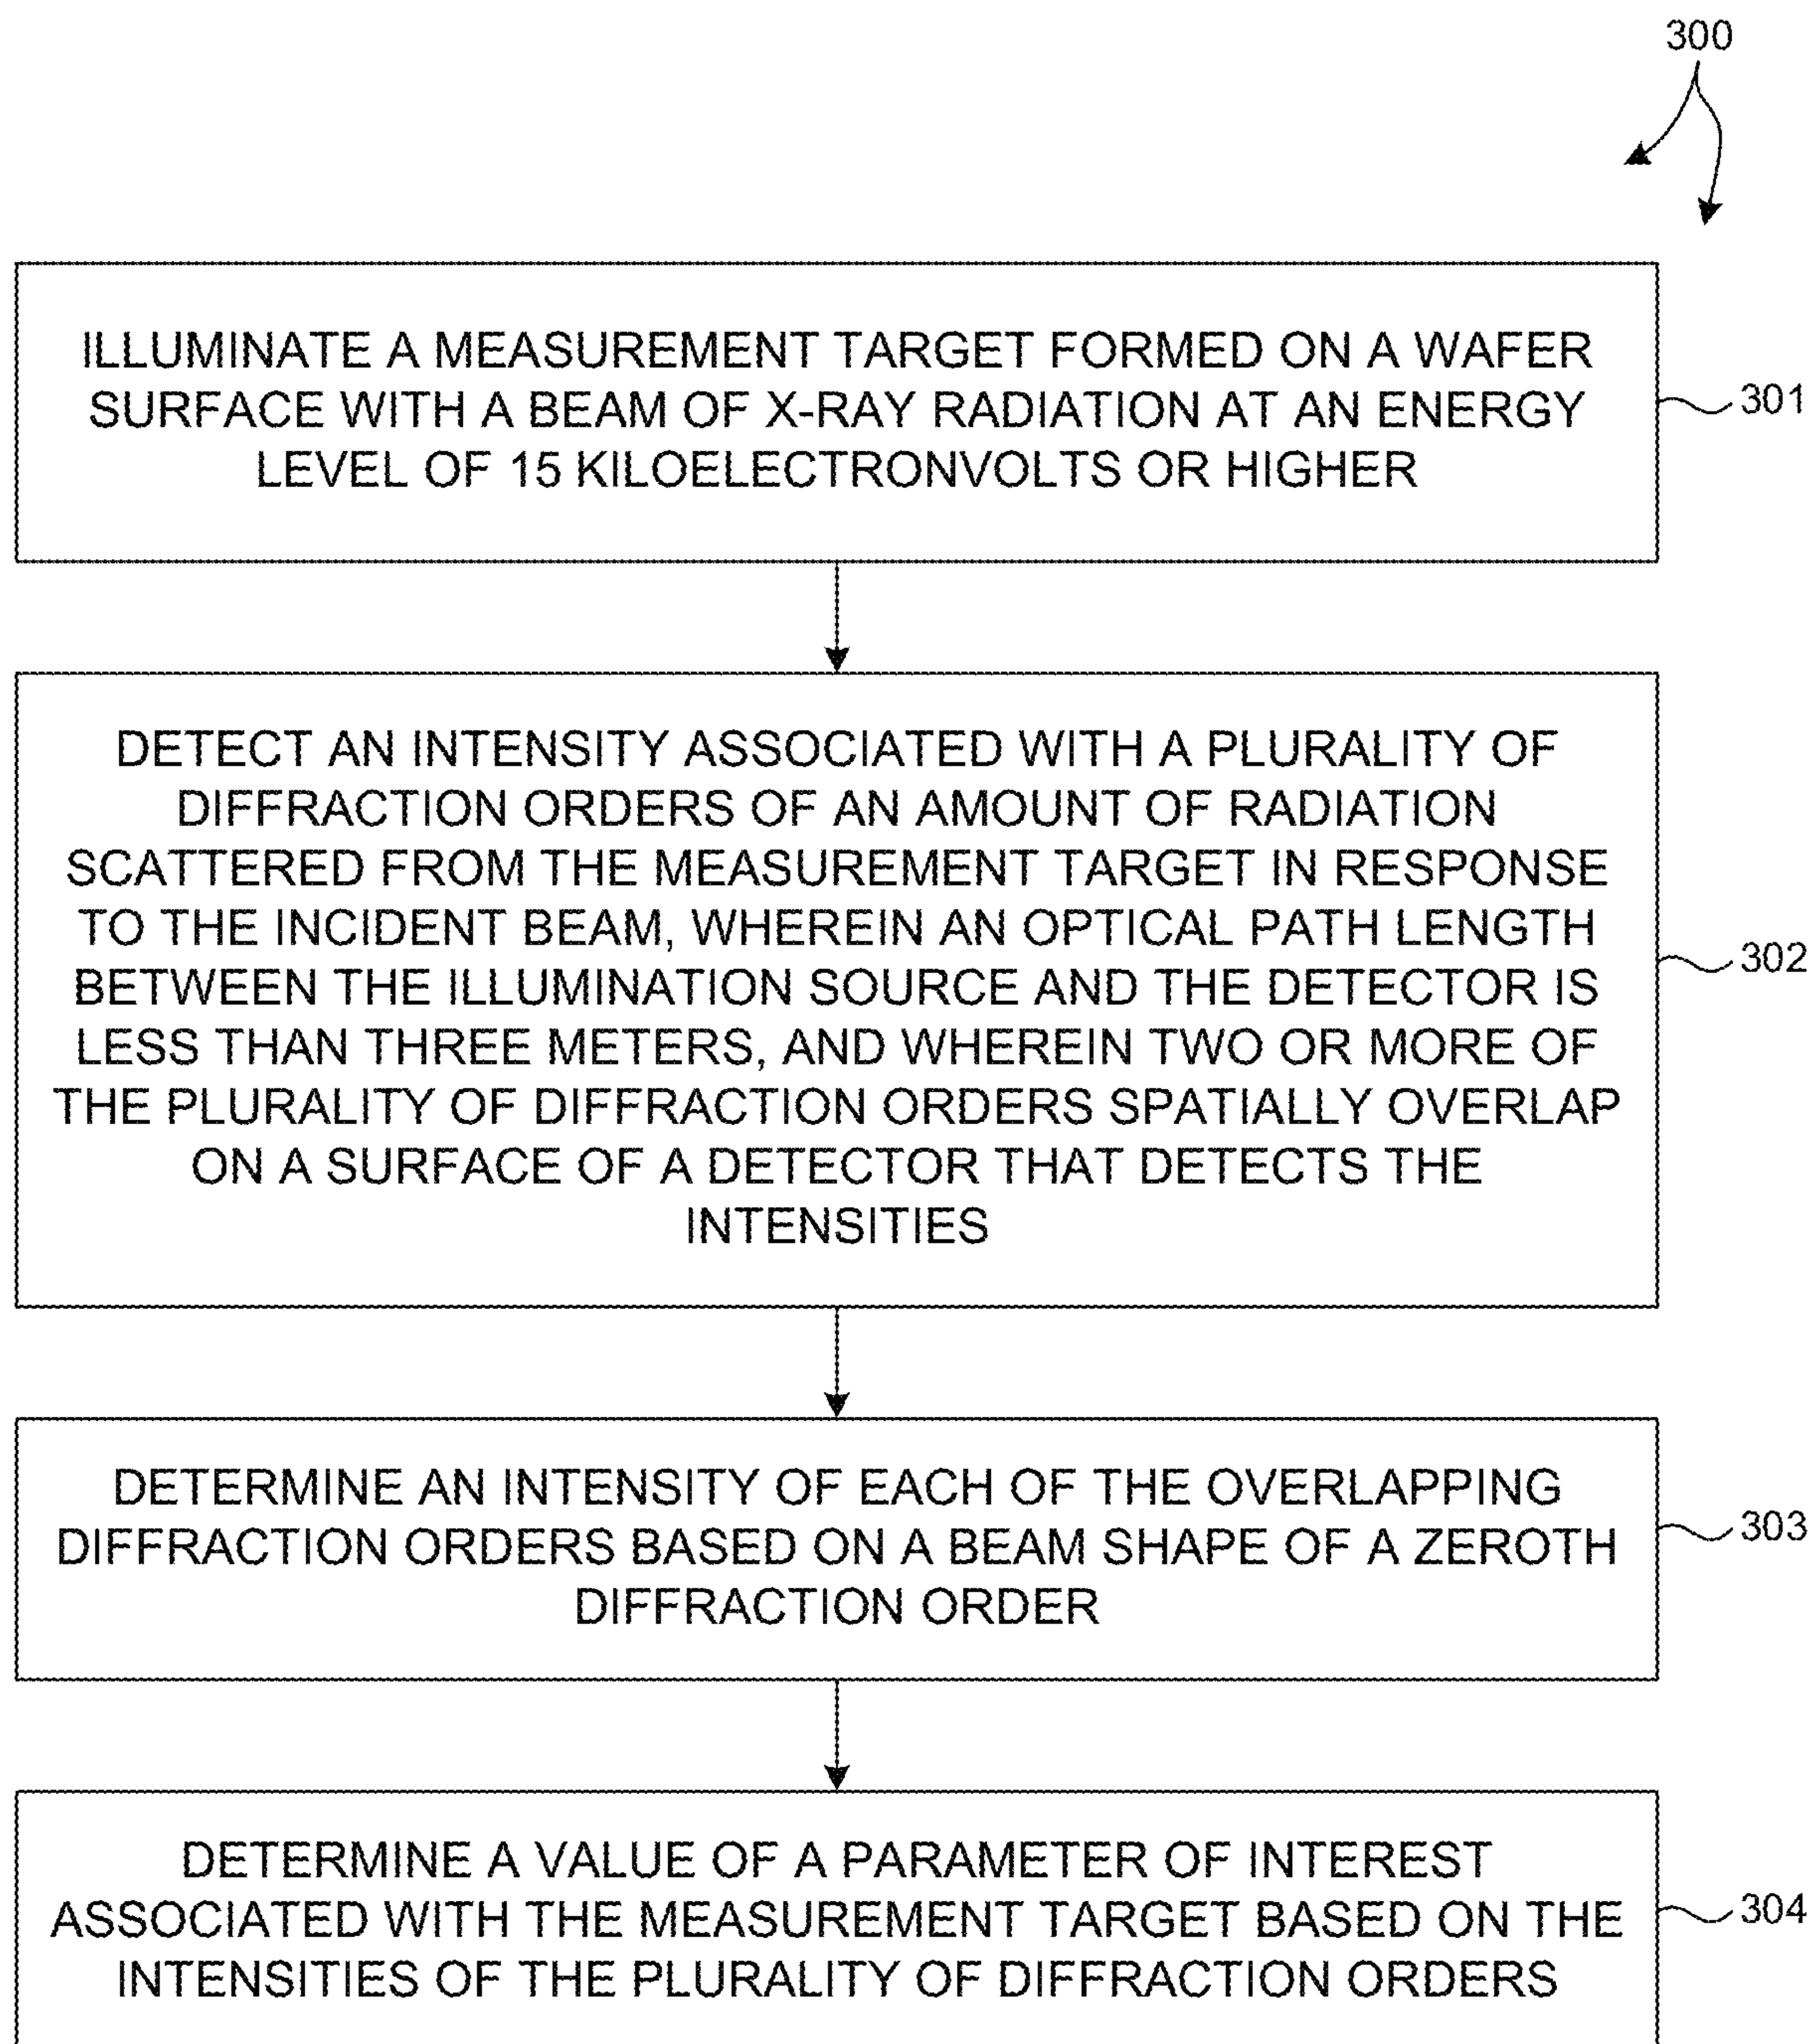 300
ILLUMINATE A MEASUREMENT TARGET FORMED ON A WAFER
SURFACE WITH A BEAM OF X-RAY RADIATION AT AN ENERGY
LEVEL OF 15 KILOELECTRONVOLTS OR HIGHER
301
DETECT AN INTENSITY ASSOCIATED WITH A PLURALITY OF
DIFFRACTION ORDERS OF AN AMOUNT OF RADIATION
SCATTERED FROM THE MEASUREMENT TARGET IN RESPONSE
TO THE INCIDENT BEAM, WHEREIN AN OPTICAL PATH LENGTH
BETWEEN THE ILLUMINATION SOURCE AND THE DETECTOR IS
LESS THAN THREE METERS, AND WHEREIN TWO OR MORE OF
THE PLURALITY OF DIFFRACTION ORDERS SPATIALLY OVERLAP
ON A SURFACE OF A DETECTOR THAT DETECTS THE
INTENSITIES
302
DETERMINE AN INTENSITY OF EACH OF THE OVERLAPPING
DIFFRACTION ORDERS BASED ON A BEAM SHAPE OF A ZEROTH
DIFFRACTION ORDER
303
DETERMINE A VALUE OF A PARAMETER OF INTEREST
ASSOCIATED WITH THE MEASUREMENT TARGET BASED ON THE
INTENSITIES OF THE PLURALITY OF DIFFRACTION ORDERS
304